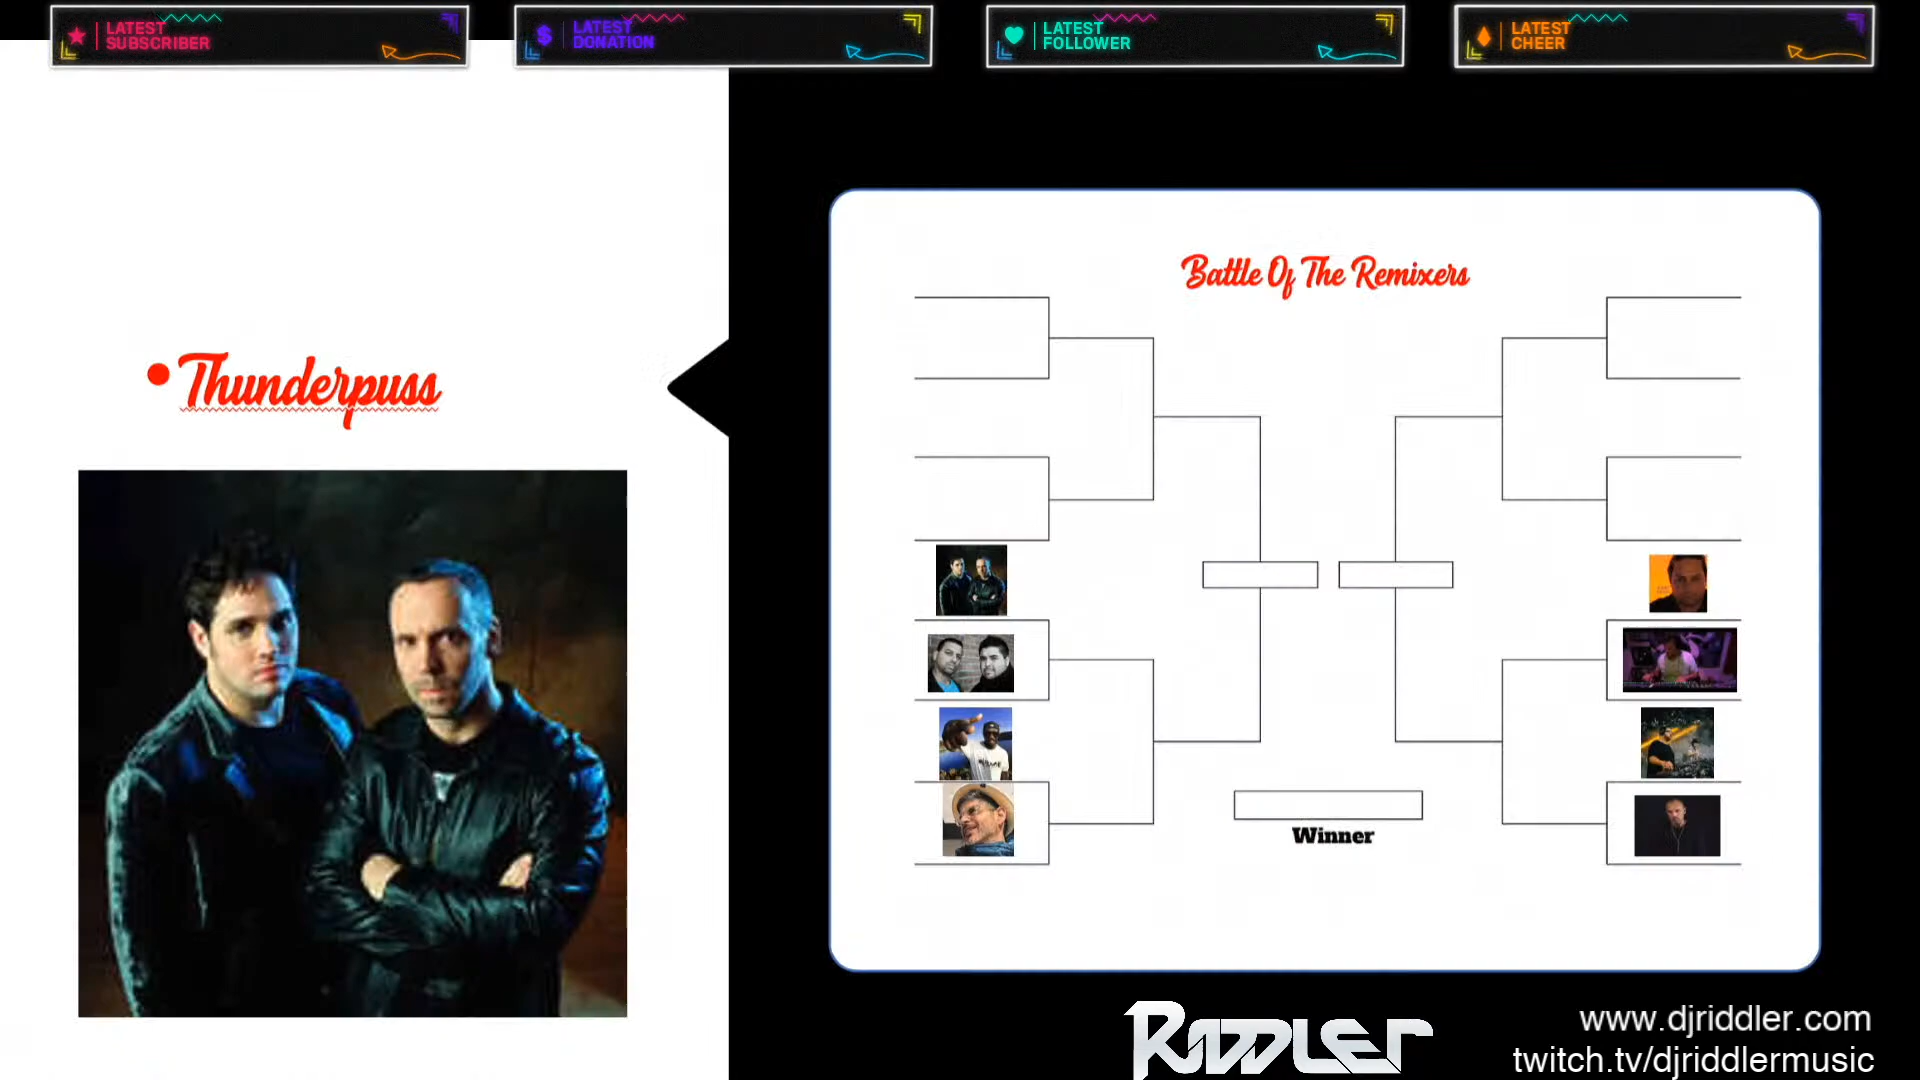 LATEST
SUBSCRIBER
LATEST
DONATION
LATEST
FOLLOWER
LATEST
CHEER
Battle Of The Remixers
• Thunderpuss
Winner
RIDDLER
www.djriddler.com
twitch.tv/djriddlermusic